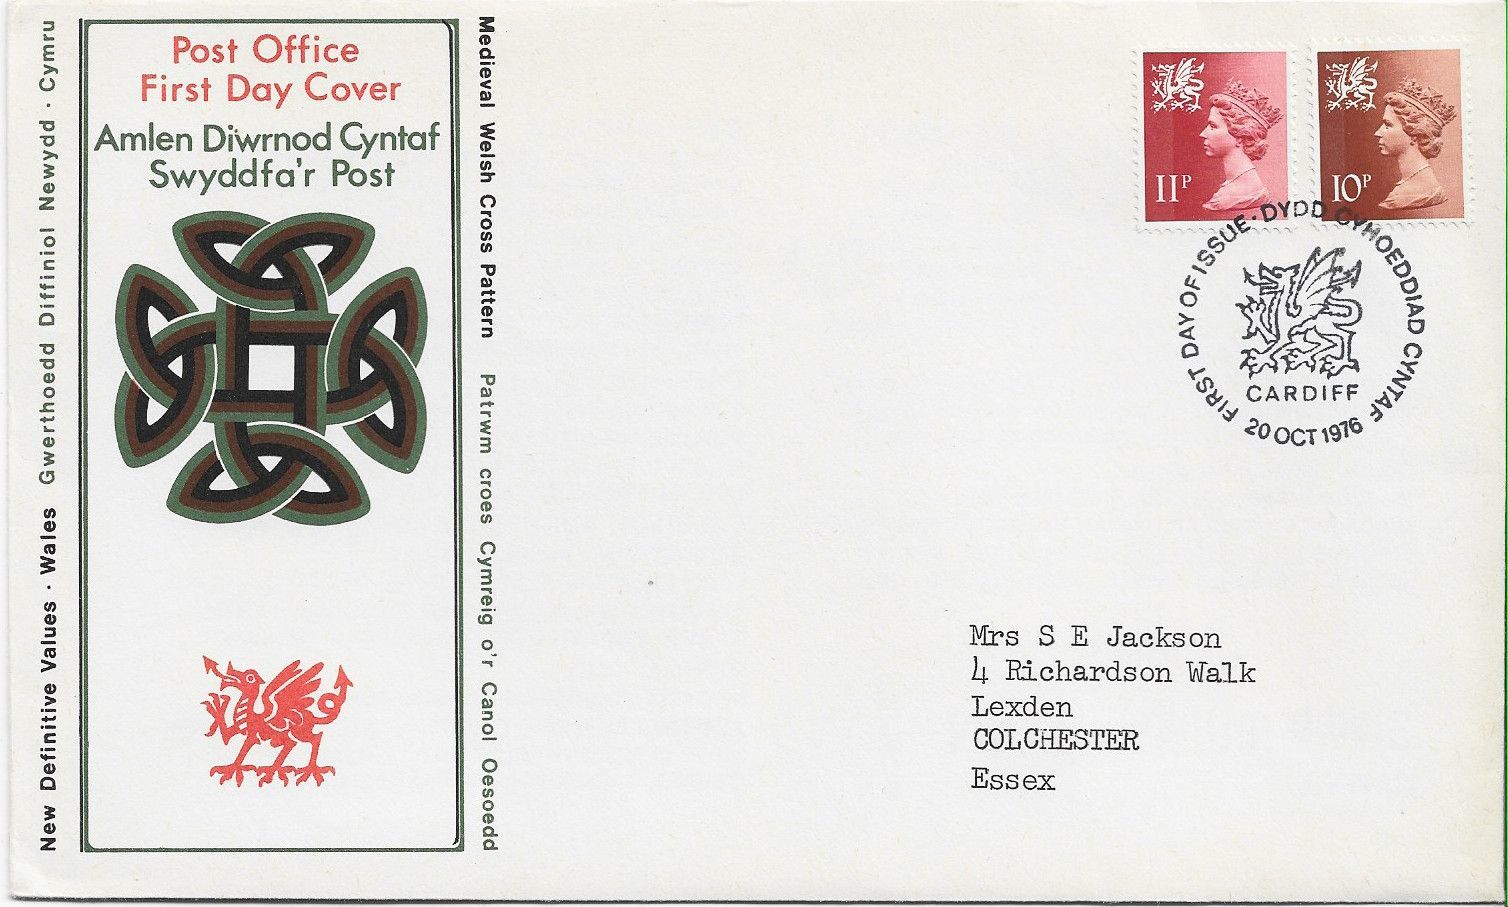 New Definitive Values · Wales Gwerthoedd Diffiniol Newydd · Cymru
Post Office
First Day Cover
Amlen Diwrnod Cyntaf
Swyddfa'r Post
Medieval Welsh Cross Pattern Patrwm croes Cymreig o'r Canol Oesoedd
11P
10P
FIRST DAY OF ISSUE · DYDD CYHOEDDIAD CYNTAF
CARDIFF
20 OCT 1976
Mrs S E Jackson
4 Richardson Walk
Lexden
COLCHESTER
Essex